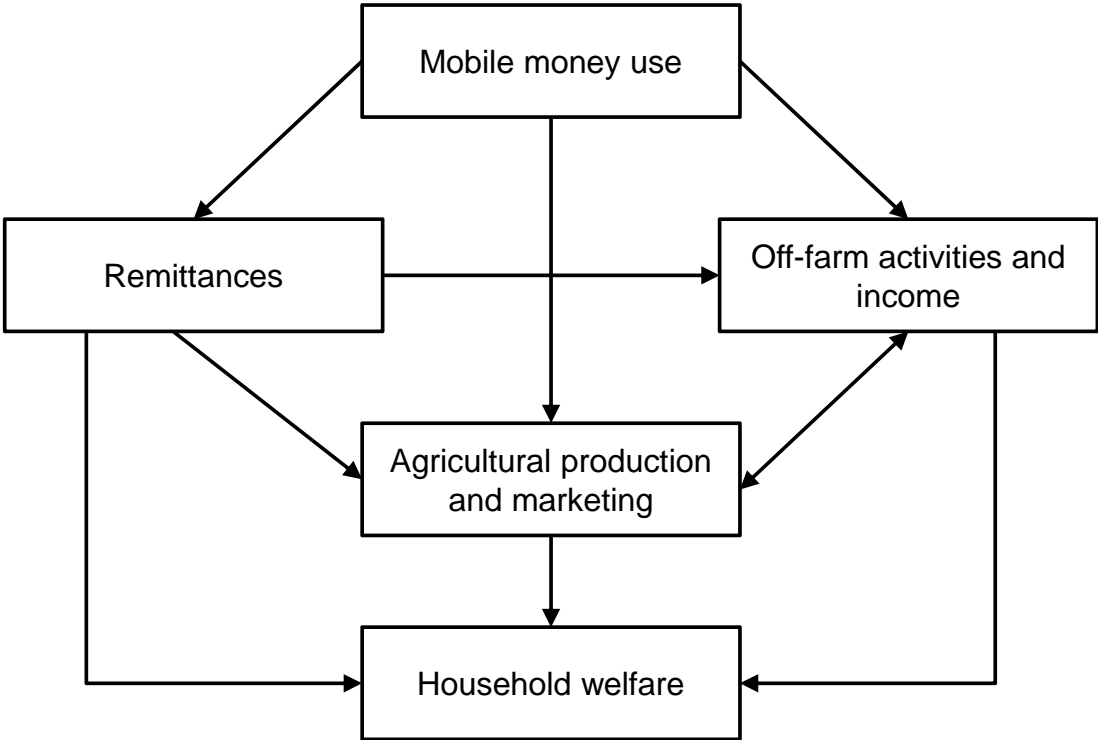 Mobile money use
Remittances
Off-farm activities and
income
Agricultural production
and marketing
Household welfare